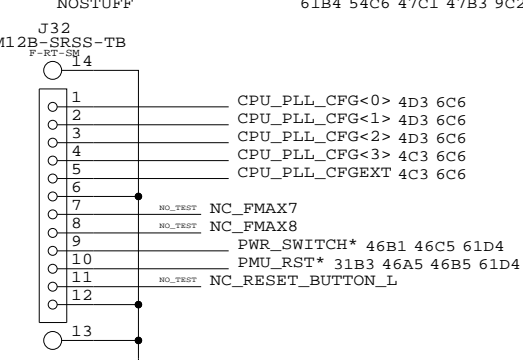 NOSTUFF 61B4 54C6 47C1 47B3 9C2
J32
M12B-SRSS-TB
F-RT-SM
14
1 CPU_PLL_CFG<0> 4D3 6C6
2 CPU_PLL_CFG<1> 4D3 6C6
3 CPU_PLL_CFG<2> 4D3 6C6
4 CPU_PLL_CFG<3> 4C3 6C6
5 CPU_PLL_CFGEXT 4C3 6C6
6
7 NO_TEST NC_FMAX7
8 NO_TEST NC_FMAX8
9 PWR_SWITCH* 46B1 46C5 61D4
10 PMU_RST* 31B3 46A5 46B5 61D4
11 NO_TEST NC_RESET_BUTTON_L
12
13